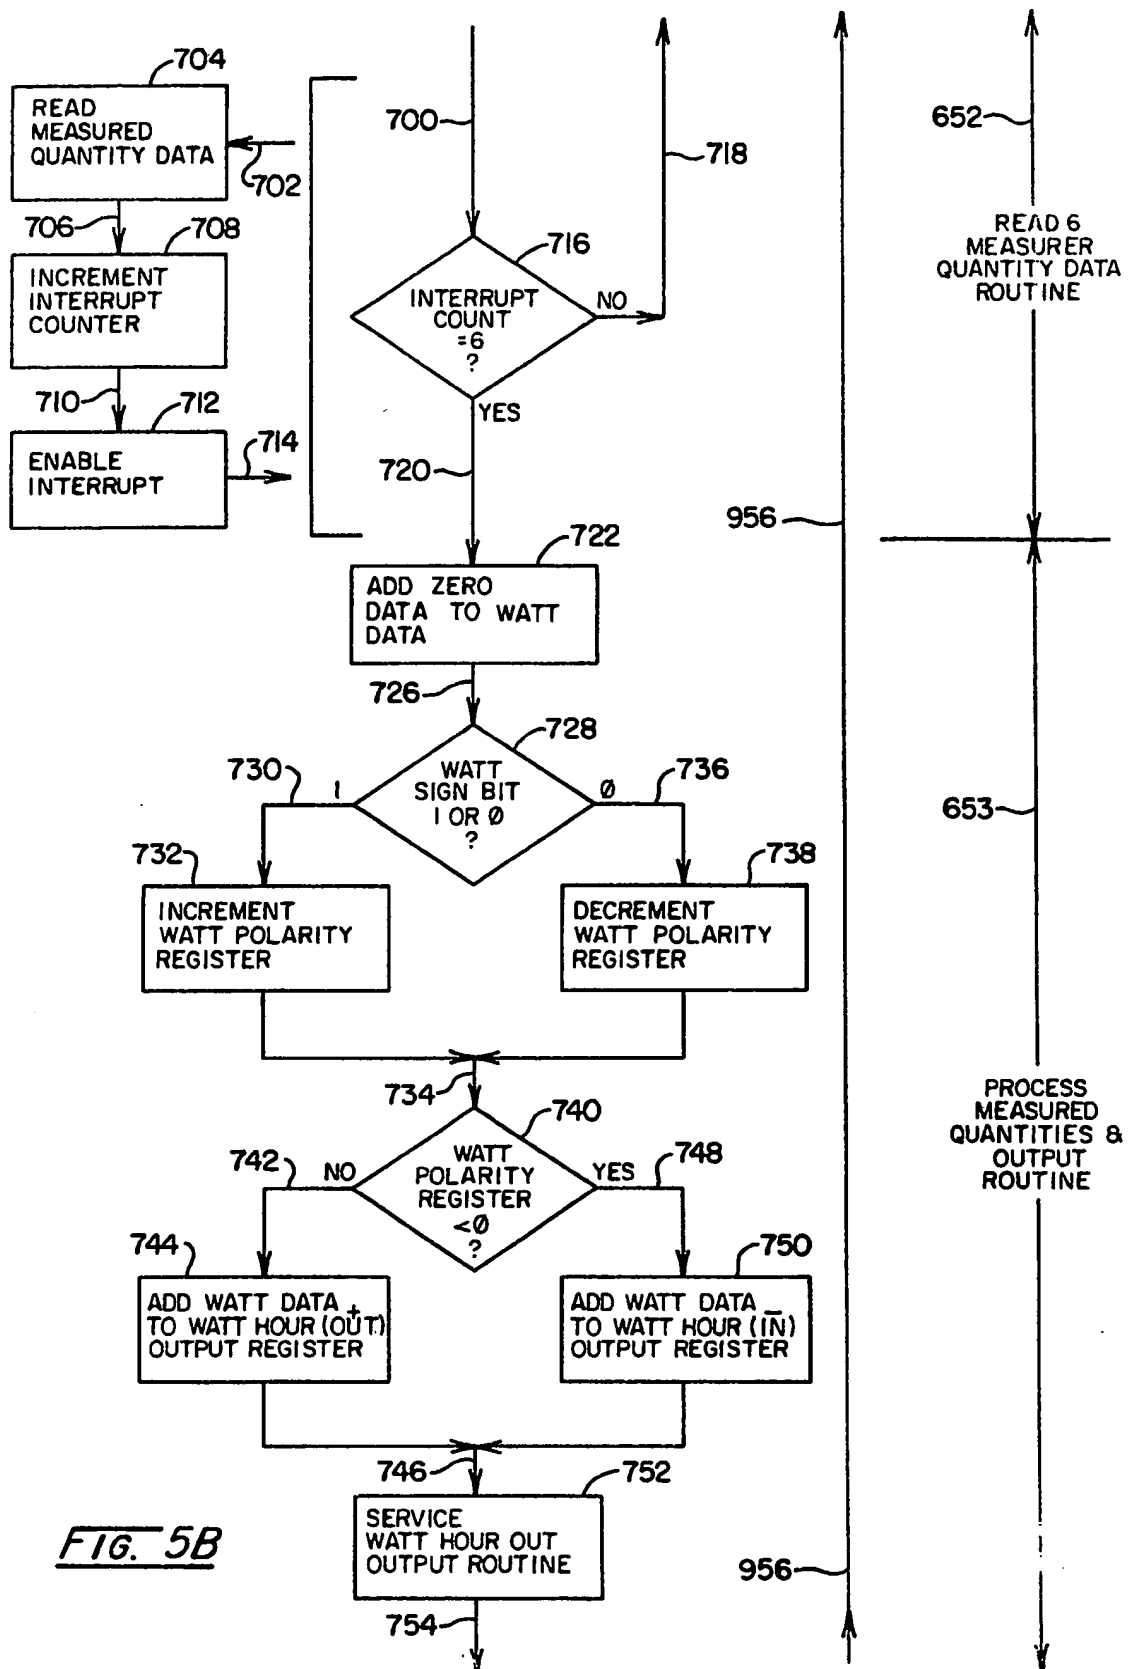 704
READ
MEASURED
QUANTITY DATA
702
706
708
INCREMENT
INTERRUPT
COUNTER
710
712
ENABLE
INTERRUPT
714
700
718
716
INTERRUPT
COUNT
=6
?
NO
YES
720
722
ADD ZERO
DATA TO WATT
DATA
726
728
WATT
SIGN BIT
1 OR Ø
?
730
1
Ø
736
732
INCREMENT
WATT POLARITY
REGISTER
738
DECREMENT
WATT POLARITY
REGISTER
734
740
WATT
POLARITY
REGISTER
<Ø
?
742
NO
YES
748
744
ADD WATT DATA +
TO WATT HOUR (OUT)
OUTPUT REGISTER
750
ADD WATT DATA —
TO WATT HOUR (IN)
OUTPUT REGISTER
746
752
SERVICE
WATT HOUR OUT
OUTPUT ROUTINE
754
956
956
652
READ 6
MEASURER
QUANTITY DATA
ROUTINE
653
PROCESS
MEASURED
QUANTITIES &
OUTPUT
ROUTINE
FIG. 5B